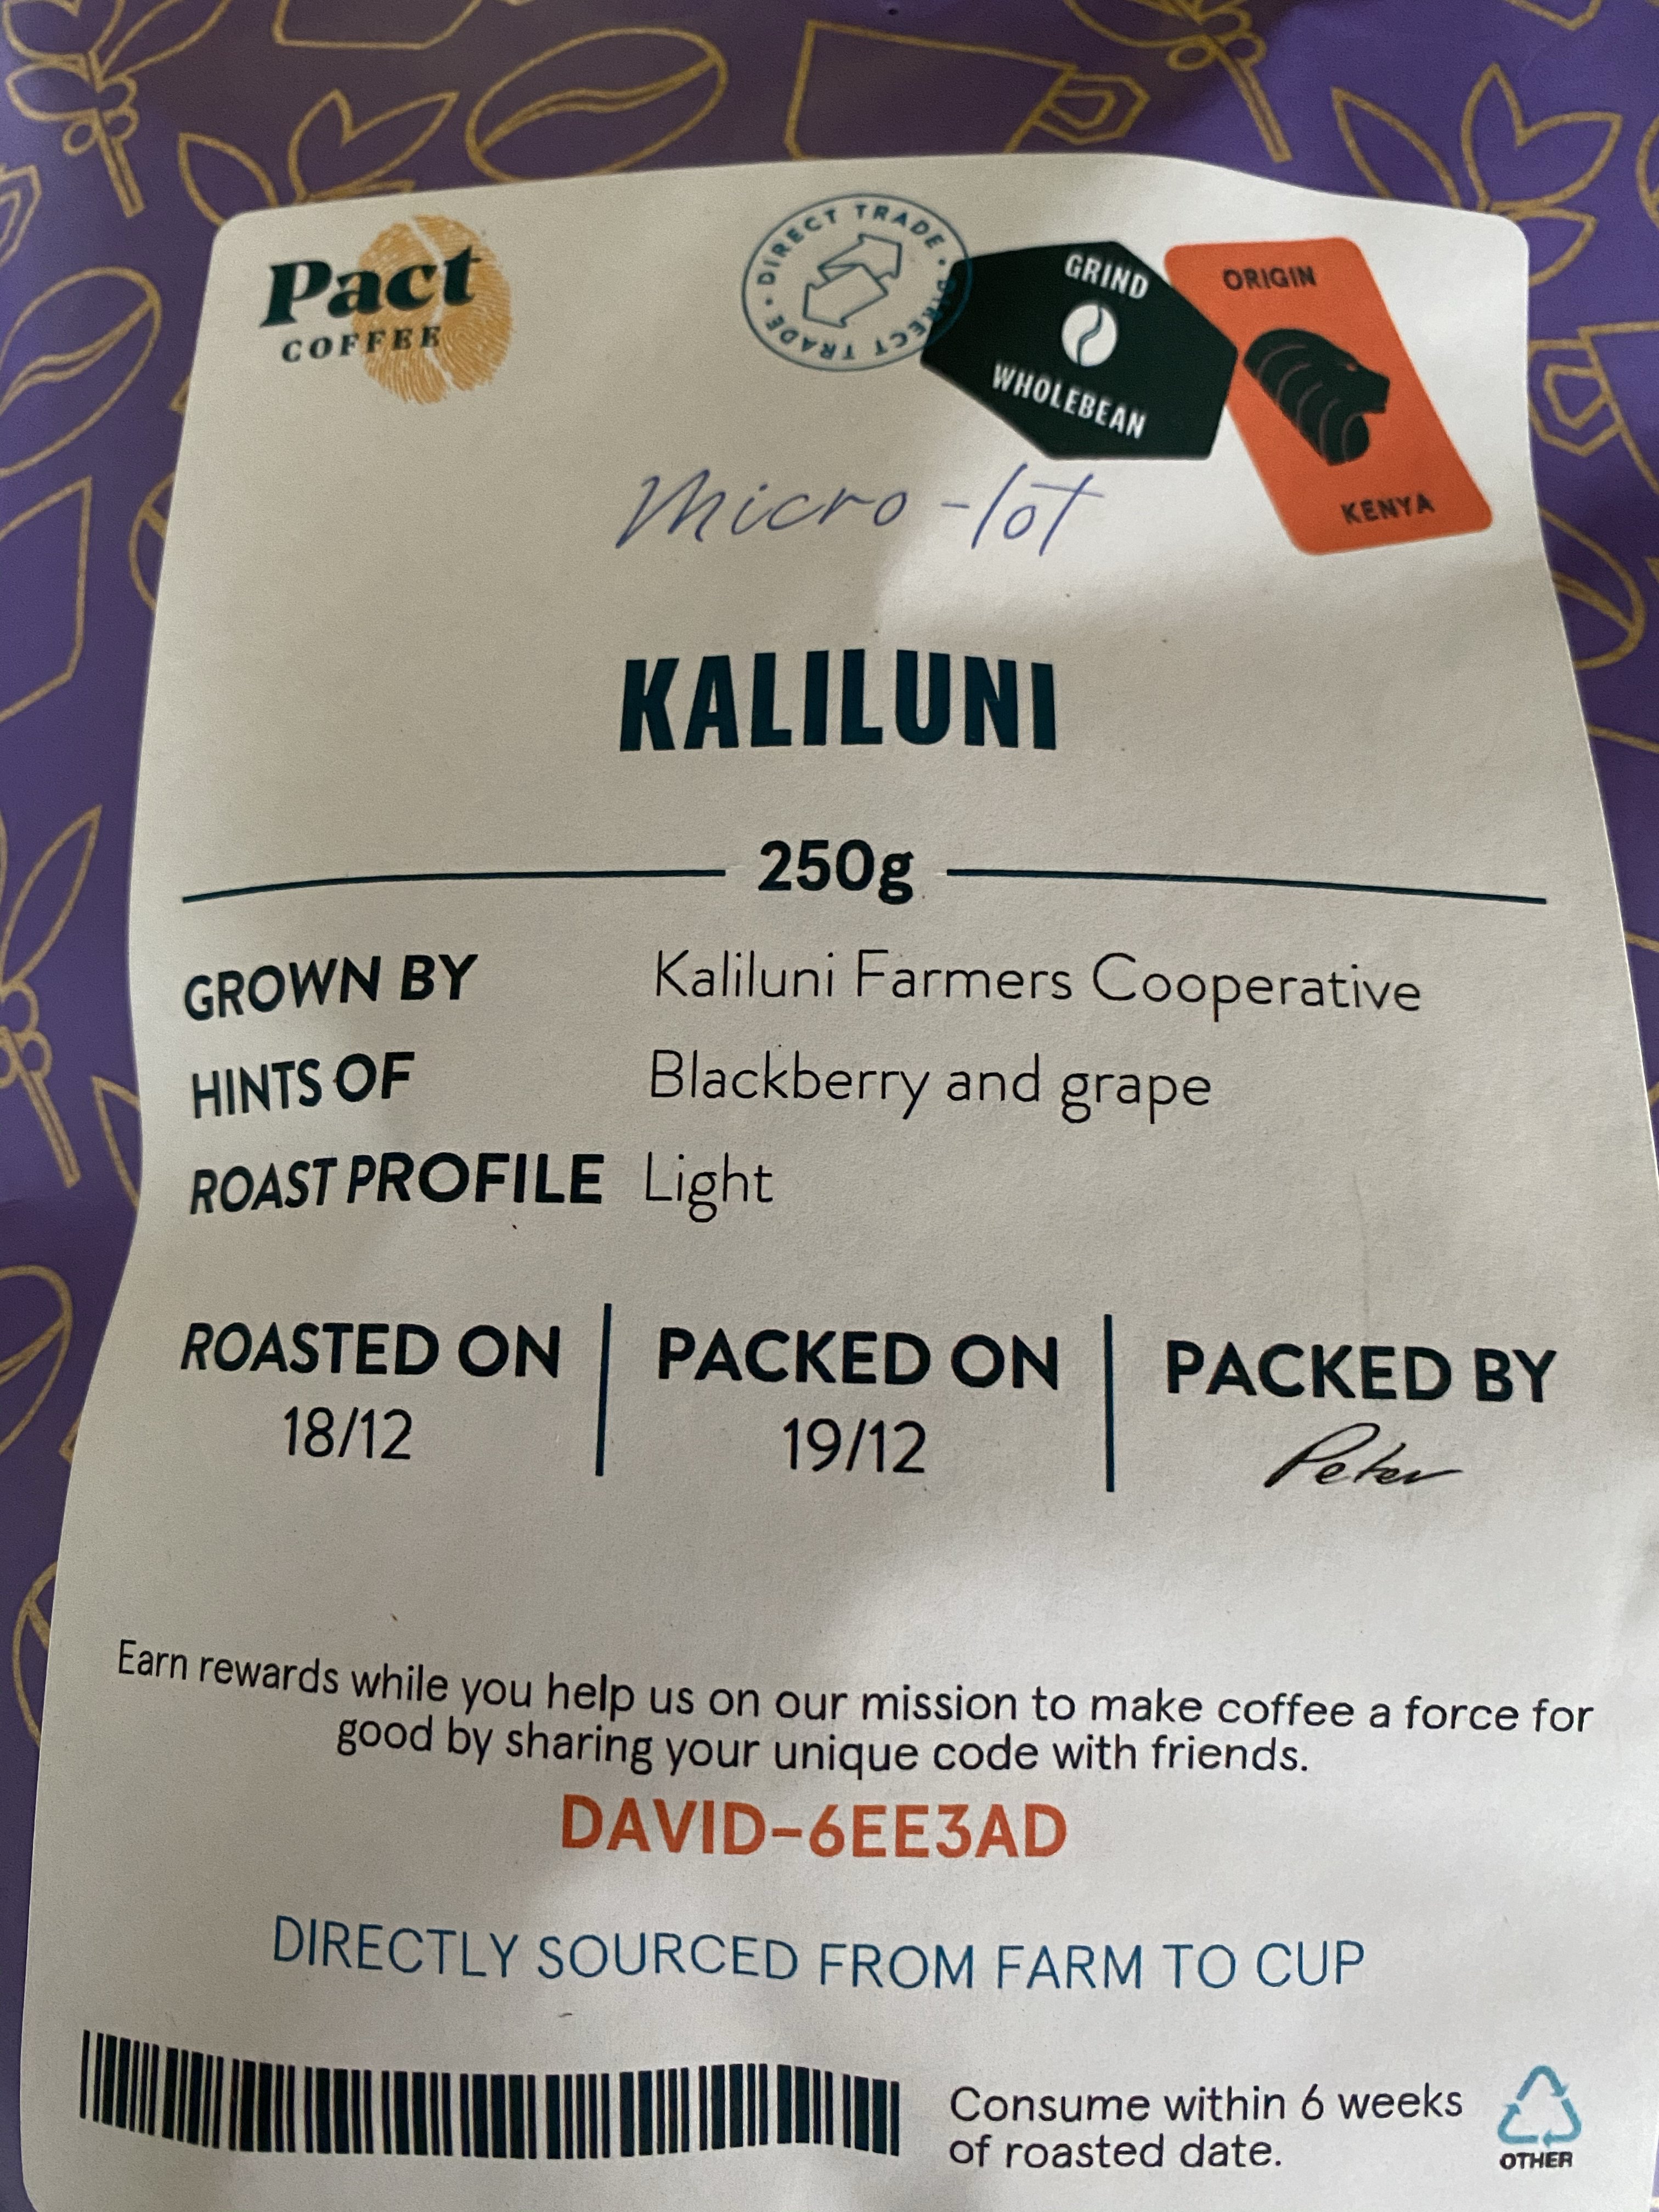 Pact
COFFEE
DIRECT TRADE · DIRECT TRADE ·
GRIND
WHOLEBEAN
ORIGIN
KENYA
Micro-lot
KALILUNI
250g
GROWN BY Kaliluni Farmers Cooperative
HINTS OF Blackberry and grape
ROAST PROFILE Light
ROASTED ON PACKED ON PACKED BY
18/12 19/12 Peter
Earn rewards while you help us on our mission to make coffee a force for
good by sharing your unique code with friends.
DAVID-6EE3AD
DIRECTLY SOURCED FROM FARM TO CUP
Consume within 6 weeks
of roasted date.
OTHER